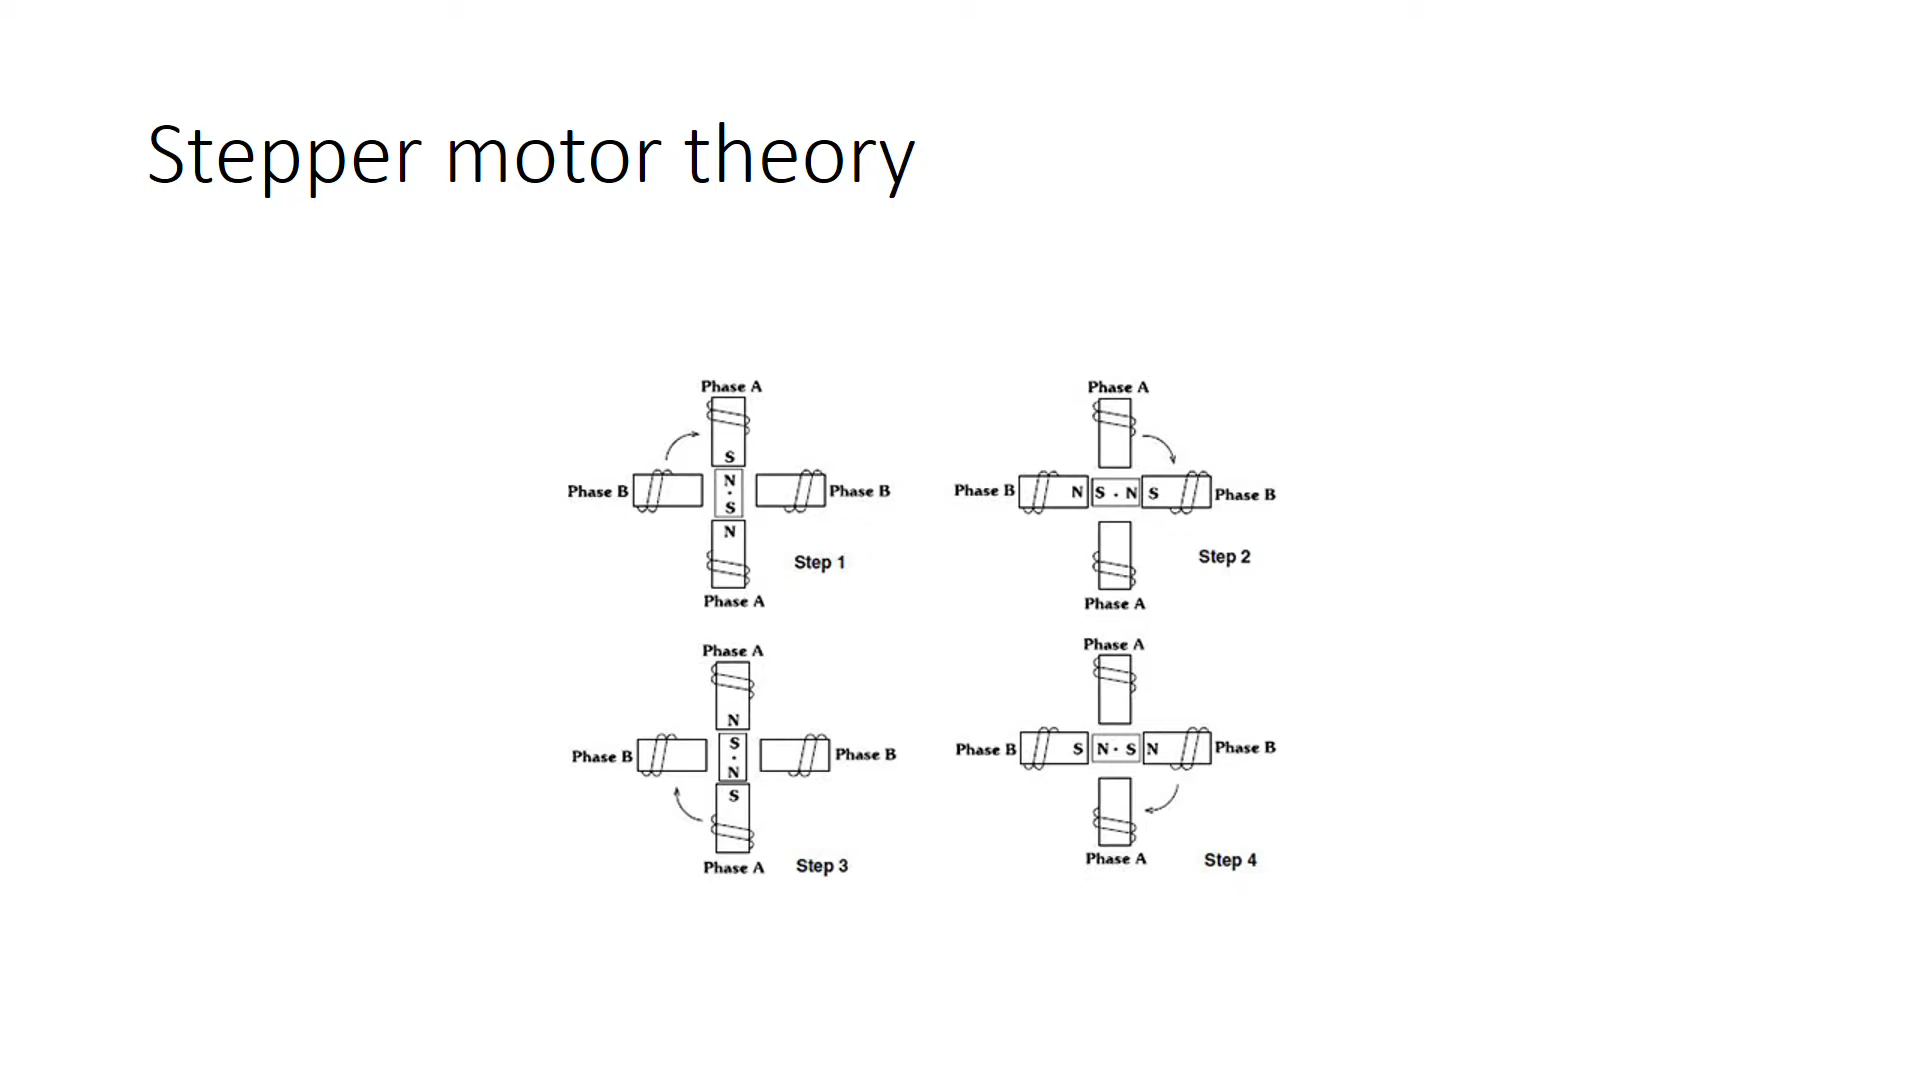 Stepper motor theory
Phase A
S
Phase B
N
·
S
Phase B
N
Step 1
Phase A
Phase A
Phase B
N S · N S
Phase B
Step 2
Phase A
Phase A
N
Phase B
S
·
N
Phase B
S
Step 3
Phase A
Phase A
Phase B
S N · S N
Phase B
Step 4
Phase A